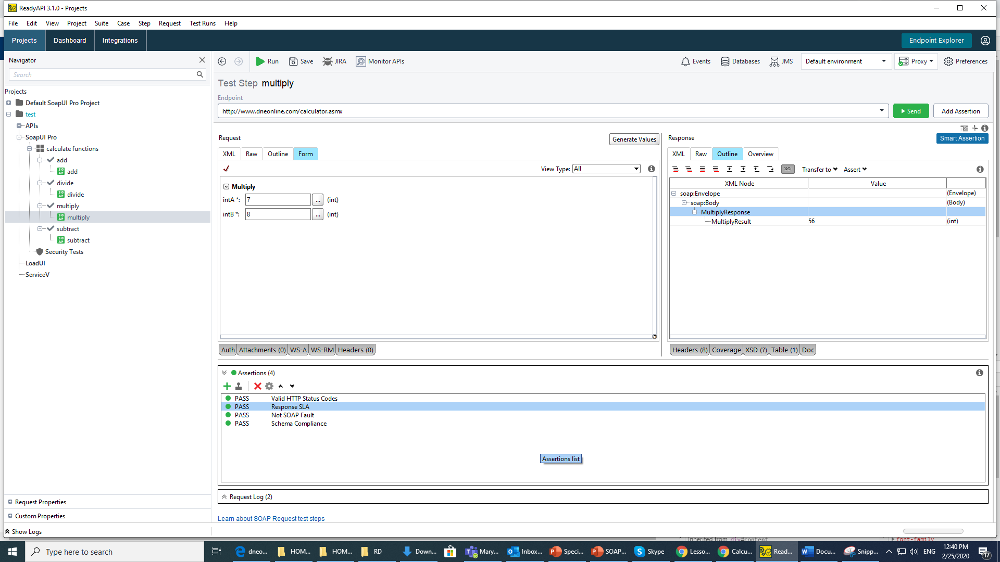 ReadyAPI 3.1.0 - Projects
File Edit View Project Suite Case Step Request Test Runs Help
Projects Dashboard Integrations Endpoint Explorer
Navigator
Search
Projects
Default SoapUI Pro Project
test
APIs
SoapUI Pro
calculate functions
add
add
divide
divide
multiply
multiply
subtract
subtract
Security Tests
LoadUI
ServiceV
Request Properties
Custom Properties
Show Logs
Run Save JIRA Monitor APIs Events Databases JMS Default environment Proxy Preferences
Test Step multiply
Endpoint
http://www.dneonline.com/calculator.asmx Send Add Assertion
Request Generate Values
XML Raw Outline Form
View Type: All
Multiply
intA *: 7 ... (int)
intB *: 8 ... (int)
Auth Attachments (0) WS-A WS-RM Headers (0)
Response Smart Assertion
XML Raw Outline Overview
XS: Transfer to Assert
XML Node Value
soap:Envelope (Envelope)
soap:Body (Body)
MultiplyResponse
MultiplyResult 56 (int)
Headers (8) Coverage XSD (?) Table (1) Doc
Assertions (4)
PASS Valid HTTP Status Codes
PASS Response SLA
PASS Not SOAP Fault
PASS Schema Compliance
Assertions list
Request Log (2)
Learn about SOAP Request test steps
Inherited from div#content font-family
Type here to search dneo... HOM... HOM... RD Down... Mary... Inbox... Speci... SOAP... Skype Lesso... Calcu... Read... Docu... Snipp... ENG 12:40 PM
2/25/2020 17